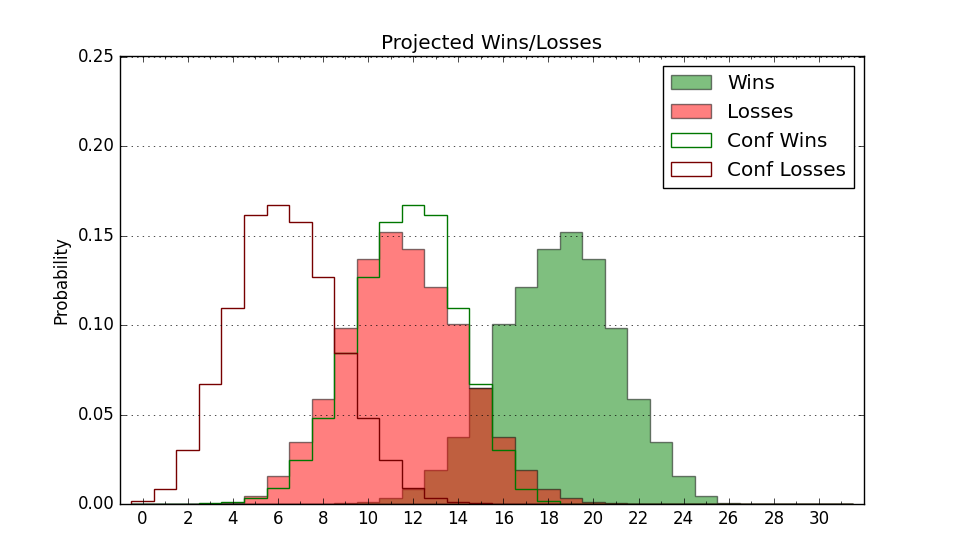 Projected Wins/Losses
0.25
0.20
0.15
0.10
0.05
0.00
Probability
Wins
Losses
Conf Wins
Conf Losses
0 2 4 6 8 10 12 14 16 18 20 22 24 26 28 30